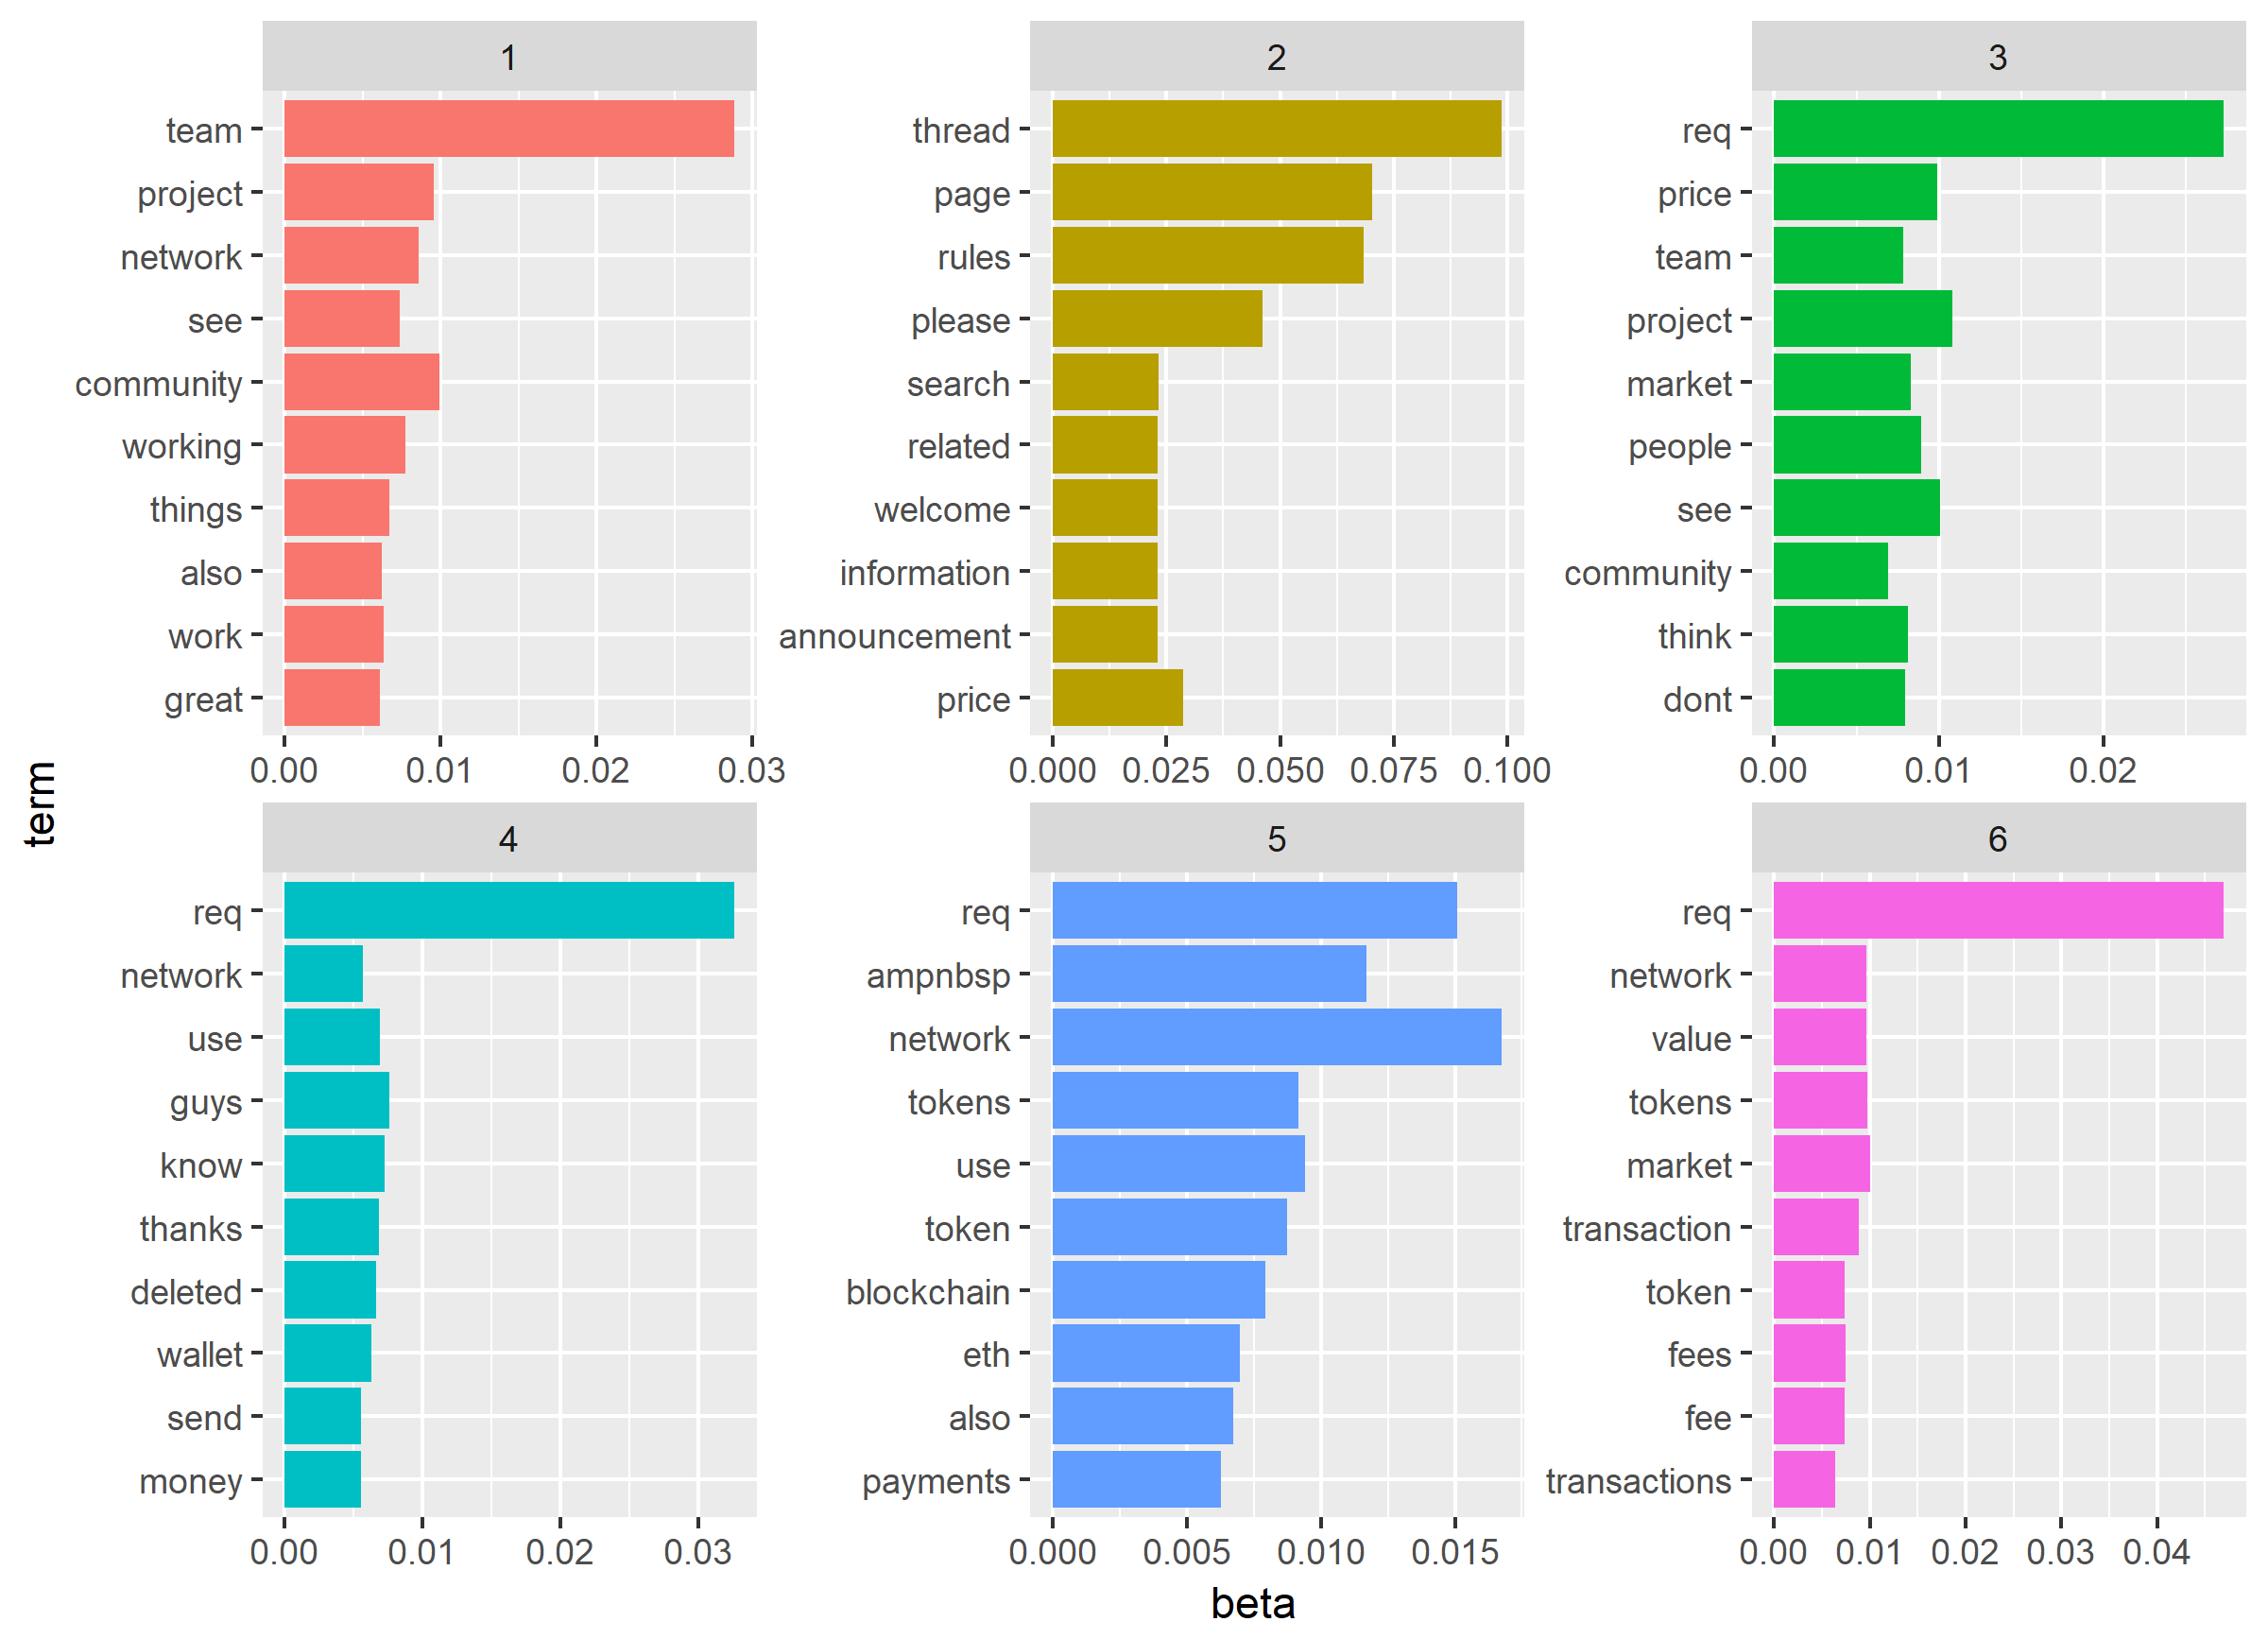 1
team
project
network
see
community
working
things
also
work
great
0.00 0.01 0.02 0.03
2
thread
page
rules
please
search
related
welcome
information
announcement
price
0.000 0.025 0.050 0.075 0.100
3
req
price
team
project
market
people
see
community
think
dont
0.00 0.01 0.02
term
4
req
network
use
guys
know
thanks
deleted
wallet
send
money
0.00 0.01 0.02 0.03
5
req
ampnbsp
network
tokens
use
token
blockchain
eth
also
payments
0.000 0.005 0.010 0.015
6
req
network
value
tokens
market
transaction
token
fees
fee
transactions
0.00 0.01 0.02 0.03 0.04
beta